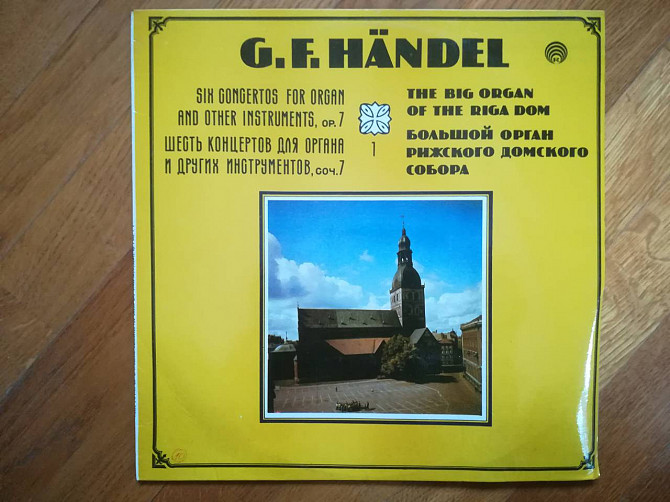 G. F. HÄNDEL
SIX CONCERTOS FOR ORGAN
AND OTHER INSTRUMENTS, OP. 7
ШЕСТЬ КОНЦЕРТОВ ДЛЯ ОРГАНА
И ДРУГИХ ИНСТРУМЕНТОВ, СОЧ. 7
1
THE BIG ORGAN
OF THE RIGA DOM
БОЛЬШОЙ ОРГАН
РИЖСКОГО ДОМСКОГО
СОБОРА